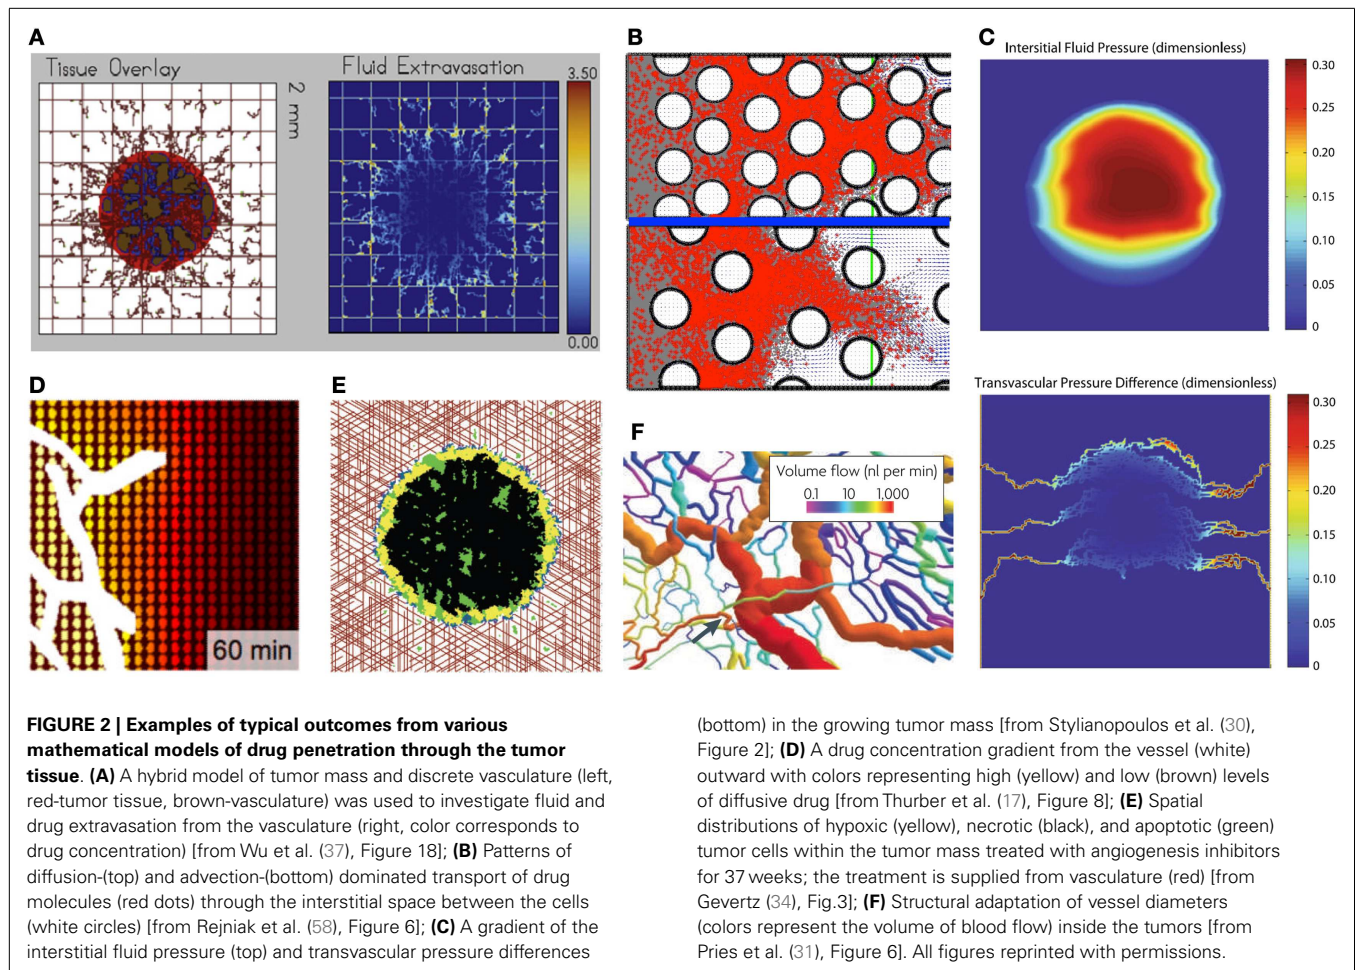 A
Tissue Overlay
2 mm
Fluid Extravasation
3.50
0.00
B
C
Intersitial Fluid Pressure (dimensionless)
0.30
0.25
0.20
0.15
0.10
0.05
0
Transvascular Pressure Difference (dimensionless)
0.30
0.25
0.20
0.15
0.10
0.05
0
D
60 min
E
F
Volume flow (nl per min)
0.1 10 1,000
FIGURE 2 | Examples of typical outcomes from various
mathematical models of drug penetration through the tumor
tissue. (A) A hybrid model of tumor mass and discrete vasculature (left,
red-tumor tissue, brown-vasculature) was used to investigate fluid and
drug extravasation from the vasculature (right, color corresponds to
drug concentration) [from Wu et al. (37), Figure 18]; (B) Patterns of
diffusion-(top) and advection-(bottom) dominated transport of drug
molecules (red dots) through the interstitial space between the cells
(white circles) [from Rejniak et al. (58), Figure 6]; (C) A gradient of the
interstitial fluid pressure (top) and transvascular pressure differences
(bottom) in the growing tumor mass [from Stylianopoulos et al. (30),
Figure 2]; (D) A drug concentration gradient from the vessel (white)
outward with colors representing high (yellow) and low (brown) levels
of diffusive drug [from Thurber et al. (17), Figure 8]; (E) Spatial
distributions of hypoxic (yellow), necrotic (black), and apoptotic (green)
tumor cells within the tumor mass treated with angiogenesis inhibitors
for 37 weeks; the treatment is supplied from vasculature (red) [from
Gevertz (34), Fig.3]; (F) Structural adaptation of vessel diameters
(colors represent the volume of blood flow) inside the tumors [from
Pries et al. (31), Figure 6]. All figures reprinted with permissions.